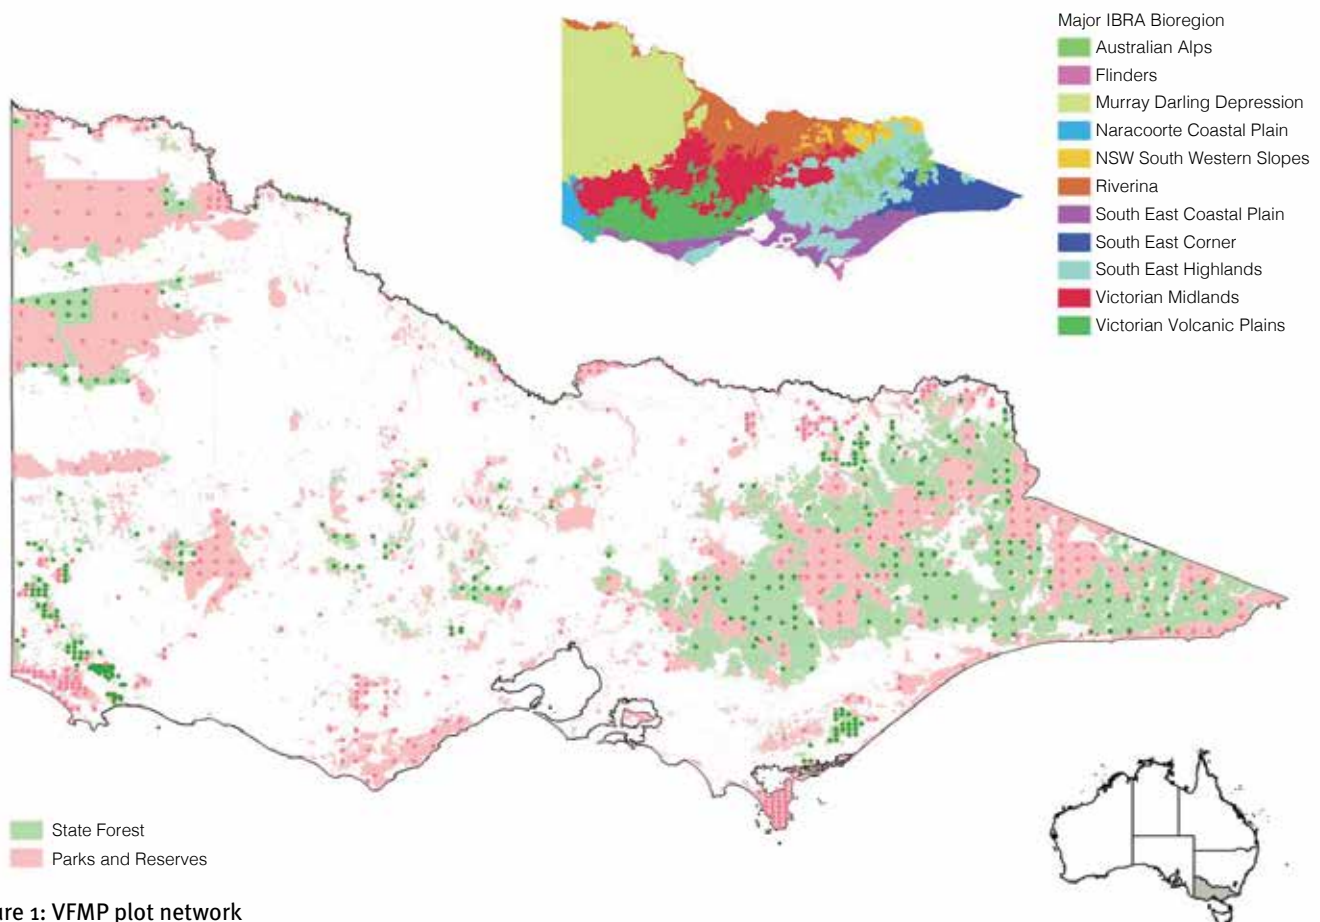 Major IBRA Bioregion
Australian Alps
Flinders
Murray Darling Depression
Naracoorte Coastal Plain
NSW South Western Slopes
Riverina
South East Coastal Plain
South East Corner
South East Highlands
Victorian Midlands
Victorian Volcanic Plains
State Forest
Parks and Reserves
ure 1: VFMP plot network